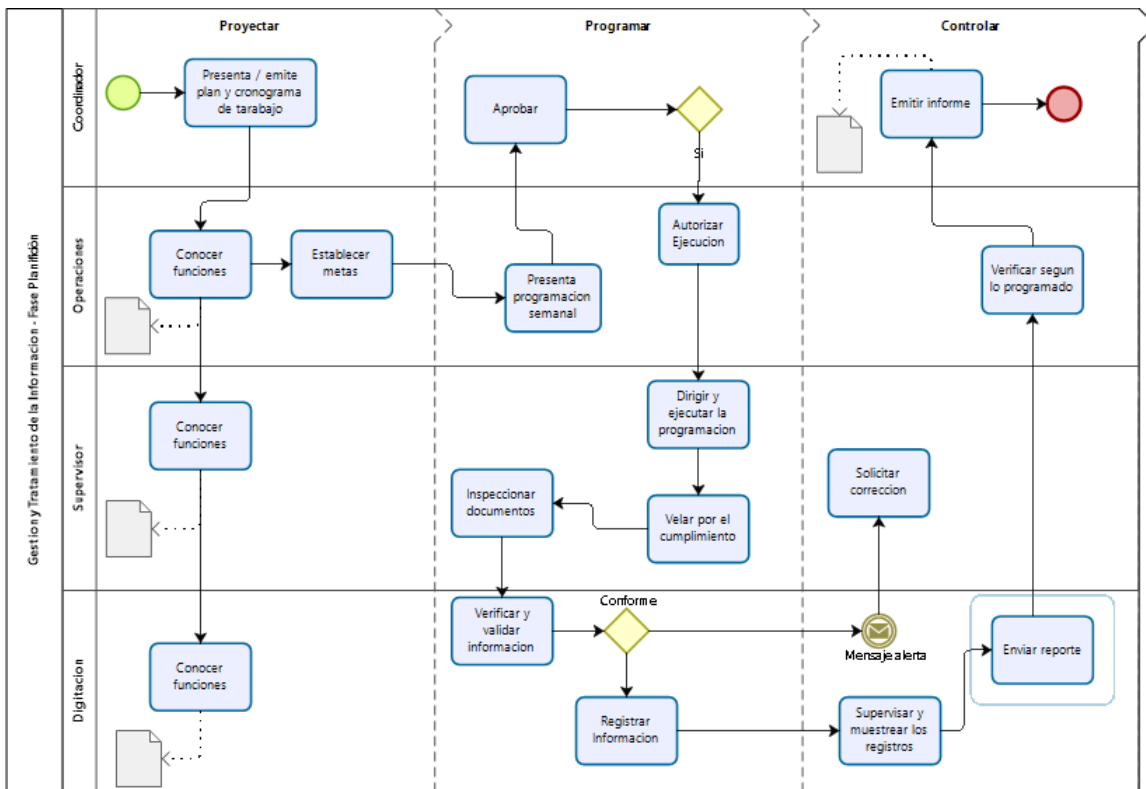 Proyectar
Programar
Controlar
Gestion y Tratamiento de la Informacion - Fase Planifición
Coordinador
Presenta / emite
plan y cronograma
de tarabajo
Aprobar
Si
Emitir informe
Operaciones
Conocer
funciones
Establecer
metas
Presenta
programacion
semanal
Autorizar
Ejecucion
Verificar segun
lo programado
Supervisor
Conocer
funciones
Inspeccionar
documentos
Dirigir y
ejecutar la
programacion
Velar por el
cumplimiento
Solicitar
correccion
Digitacion
Conocer
funciones
Verificar y
validar
informacion
Conforme
Registrar
Informacion
Mensaje alerta
Supervisar y
muestrear los
registros
Enviar reporte